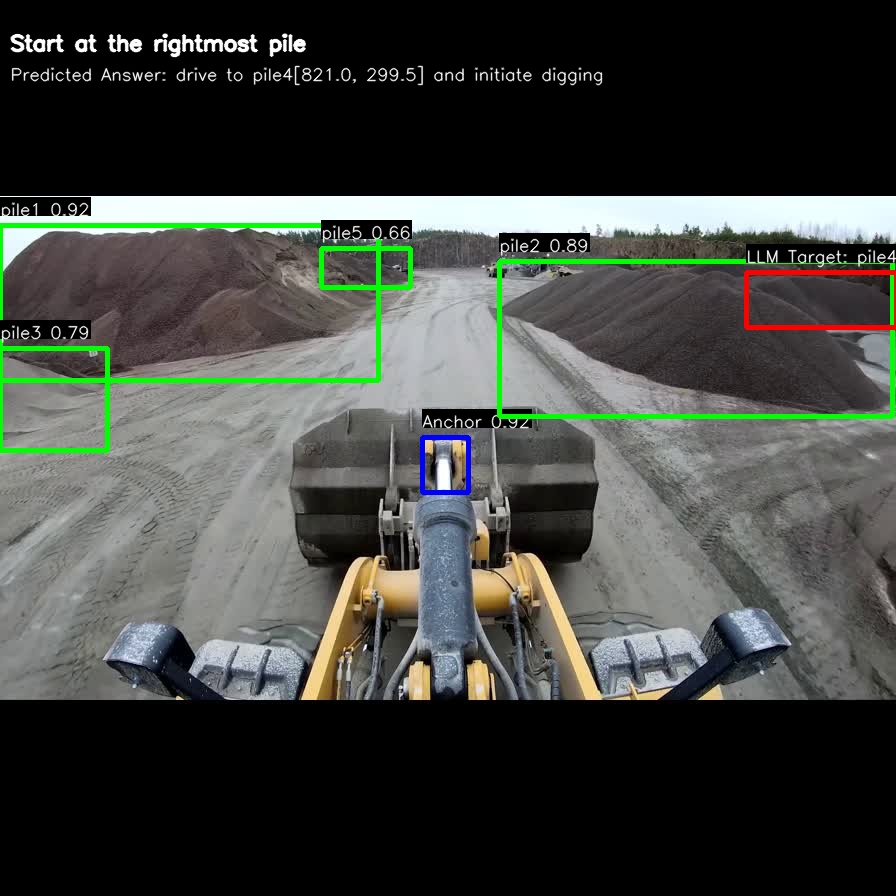 Start at the rightmost pile
Predicted Answer: drive to pile4[821.0, 299.5] and initiate digging
pile1 0.92
pile5 0.66
pile2 0.89
LLM Target: pile4
pile3 0.79
Anchor 0.92